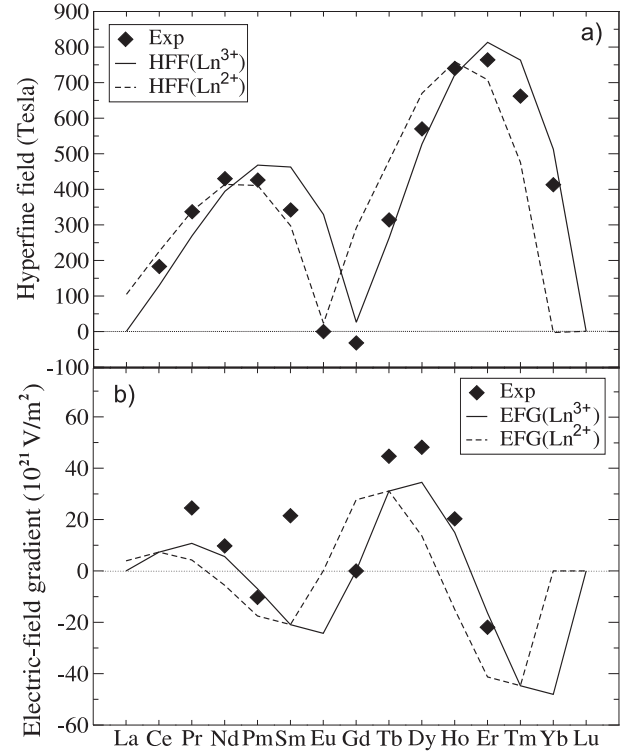 900
800
700
600
500
400
300
200
100
0
-100
Hyperfine field (Tesla)
Exp
HFF(Ln³⁺)
HFF(Ln²⁺)
a)
b)
Exp
EFG(Ln³⁺)
EFG(Ln²⁺)
60
40
20
0
-20
-40
-60
Electric-field gradient (10²¹ V/m²)
La Ce Pr Nd Pm Sm Eu Gd Tb Dy Ho Er Tm Yb Lu